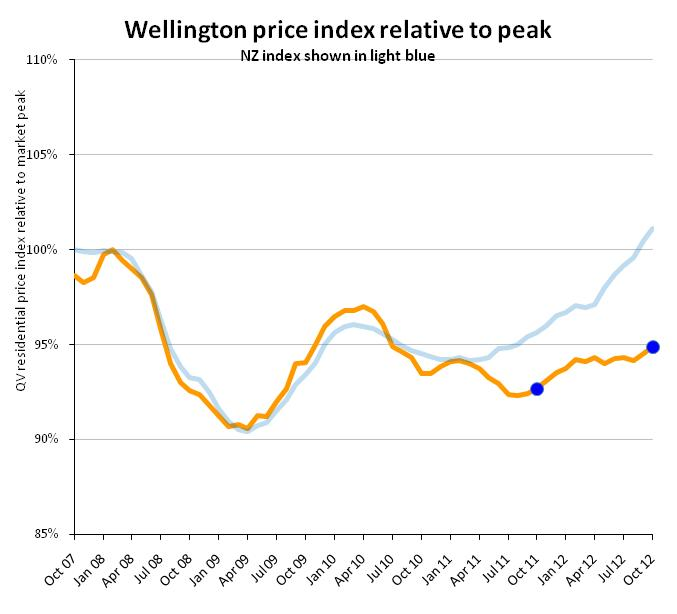 Wellington price index relative to peak
NZ index shown in light blue
QV residential price index relative to market peak
110%
105%
100%
95%
90%
85%
Oct 07
Jan 08
Apr 08
Jul 08
Oct 08
Jan 09
Apr 09
Jul 09
Oct 09
Jan 10
Apr 10
Jul 10
Oct 10
Jan 11
Apr 11
Jul 11
Oct 11
Jan 12
Apr 12
Jul 12
Oct 12